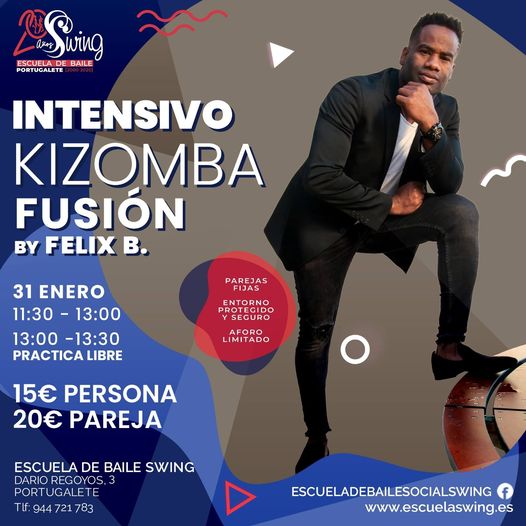 20 años Swing
ESCUELA DE BAILE
PORTUGALETE (2000-2020)
INTENSIVO
KIZOMBA
FUSIÓN
BY FELIX B.
31 ENERO
11:30 - 13:00
13:00 -13:30
PRACTICA LIBRE
PAREJAS
FIJAS
ENTORNO
PROTEGIDO
Y SEGURO
AFORO
LIMITADO
15€ PERSONA
20€ PAREJA
ESCUELA DE BAILE SWING
DARIO REGOYOS, 3
PORTUGALETE
Tlf: 944 721 783
ESCUELADEBAILESOCIALSWING
www.escuelaswing.es